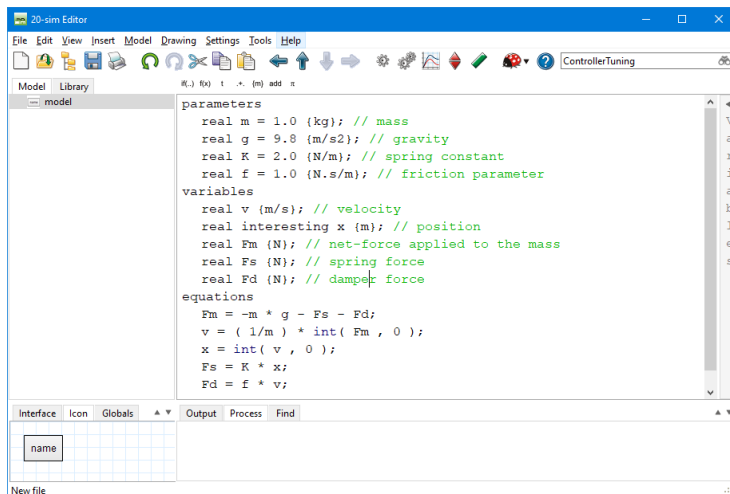 20-sim Editor
File Edit View Insert Model Drawing Settings Tools Help
ControllerTuning
Model Library
if(..) f(x) t .+. {m} add π
model
parameters
real m = 1.0 {kg}; // mass
real g = 9.8 {m/s2}; // gravity
real K = 2.0 {N/m}; // spring constant
real f = 1.0 {N.s/m}; // friction parameter
variables
real v {m/s}; // velocity
real interesting x {m}; // position
real Fm {N}; // net-force applied to the mass
real Fs {N}; // spring force
real Fd {N}; // damper force
equations
Fm = -m * g - Fs - Fd;
v = ( 1/m ) * int( Fm , 0 );
x = int( v , 0 );
Fs = K * x;
Fd = f * v;
Interface Icon Globals
Output Process Find
name
New file